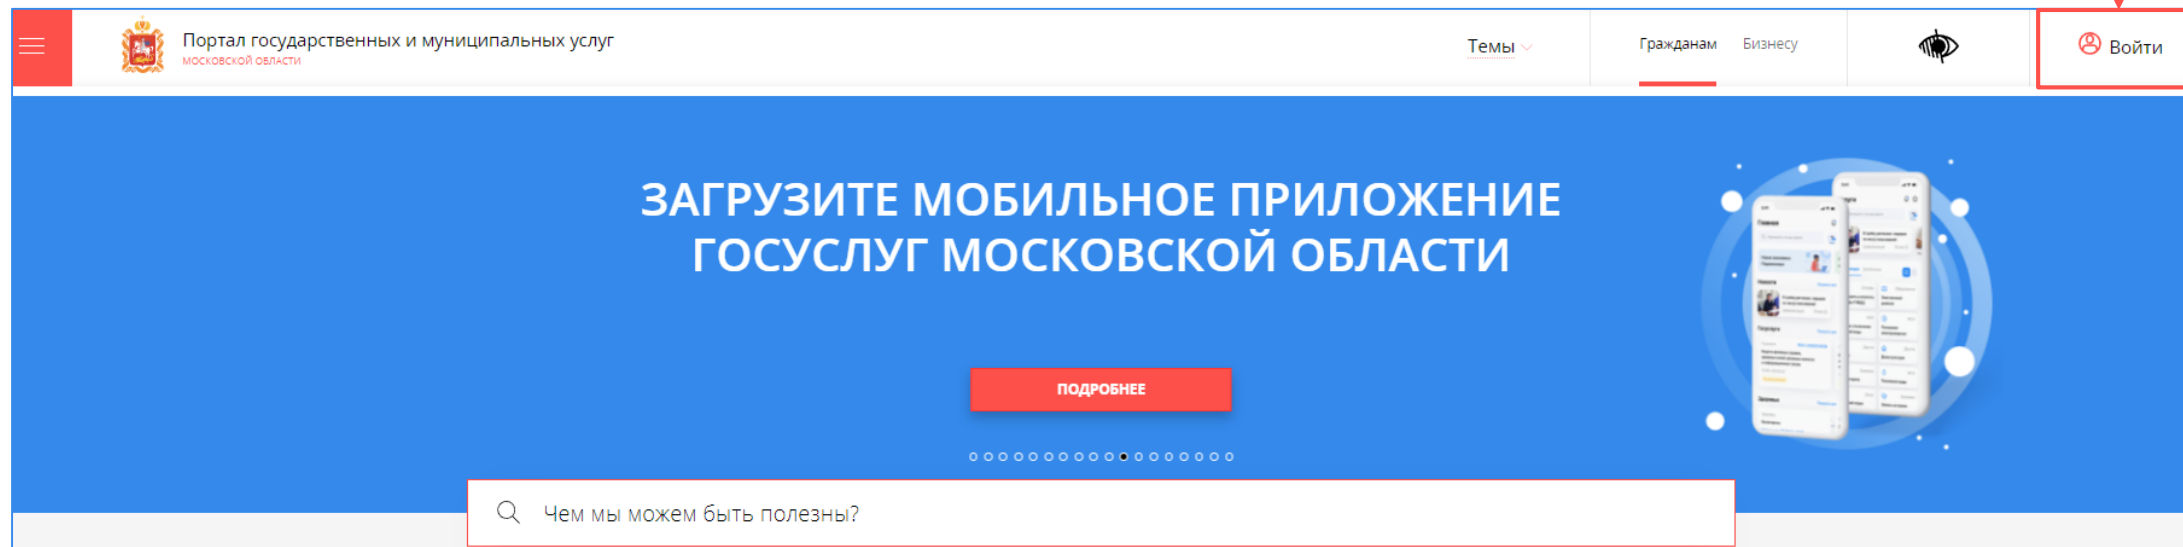 Портал государственных и муниципальных услуг
МОСКОВСКОЙ ОБЛАСТИ
Темы
Гражданам Бизнесу
Войти
ЗАГРУЗИТЕ МОБИЛЬНОЕ ПРИЛОЖЕНИЕ
ГОСУСЛУГ МОСКОВСКОЙ ОБЛАСТИ
ПОДРОБНЕЕ
Чем мы можем быть полезны?